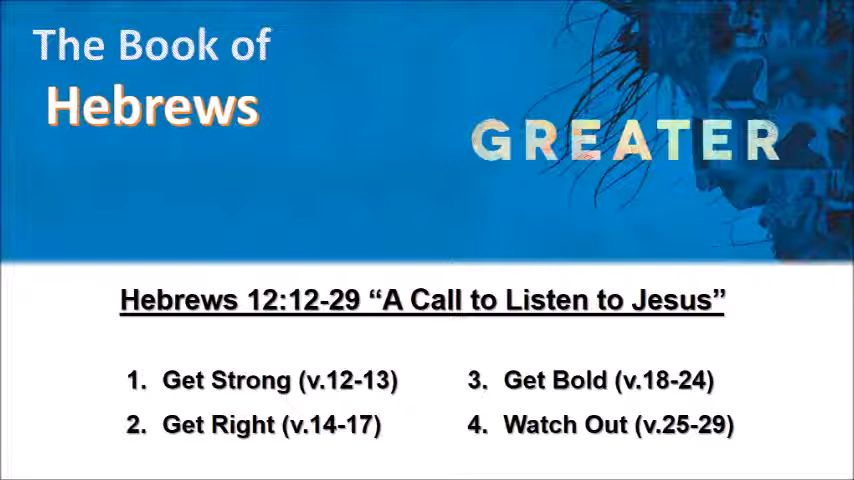 The Book of
Hebrews
GREATER
Hebrews 12:12-29 “A Call to Listen to Jesus”
1. Get Strong (v.12-13)
2. Get Right (v.14-17)
3. Get Bold (v.18-24)
4. Watch Out (v.25-29)